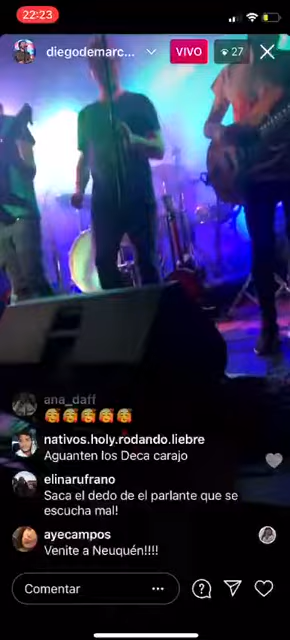 22:23
diegodemarc...
VIVO
27
ana_daff
🥰🥰🥰🥰🥰
nativos.holy.rodando.liebre
Aguanten los Deca carajo
elinarufrano
Saca el dedo de el parlante que se
escucha mal!
ayecampos
Venite a Neuquén!!!!
Comentar